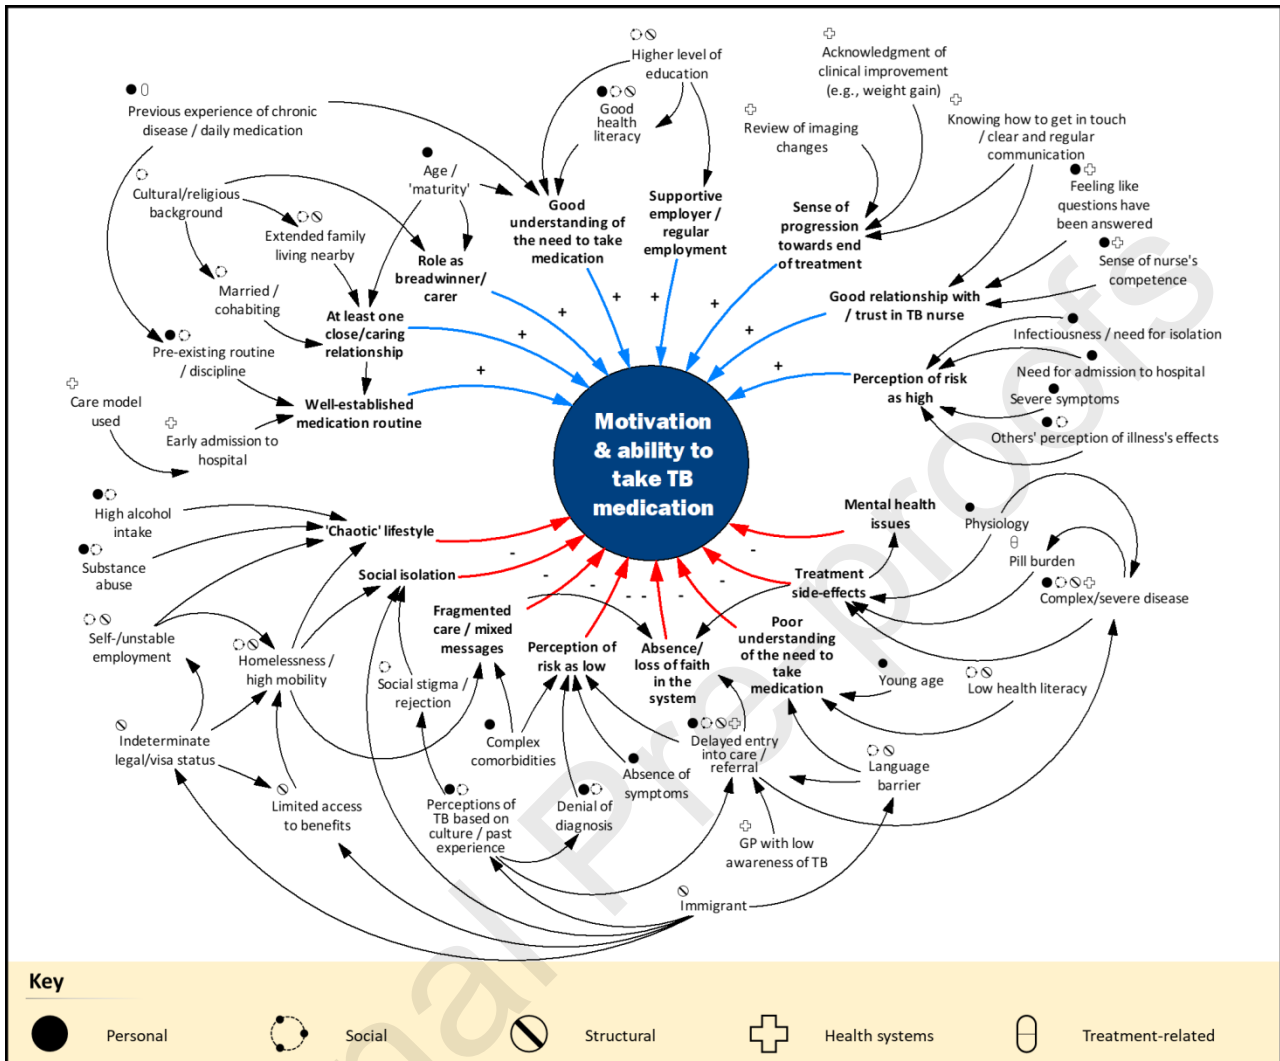 Higher level of
education
Acknowledgment of
clinical improvement
(e.g., weight gain)
Previous experience of chronic
disease / daily medication
Good
health
literacy
Review of imaging
changes
Knowing how to get in touch
/ clear and regular
communication
Age /
'maturity'
Cultural/religious
background
Feeling like
questions have
been answered
Good
understanding of
the need to take
medication
Supportive
employer /
regular
employment
Sense of
progression
towards end
of treatment
Extended family
living nearby
Role as
breadwinner/
carer
Sense of nurse's
competence
Married /
cohabiting
At least one
close/caring
relationship
Good relationship with
/ trust in TB nurse
Infectiousness / need for isolation
Pre-existing routine
/ discipline
Need for admission to hospital
Perception of risk
as high
Severe symptoms
Care model
used
Well-established
medication routine
Others' perception of illness's effects
Early admission to
hospital
+
+
+
+
+
+
+
+
Motivation
& ability to
take TB
medication
High alcohol
intake
'Chaotic' lifestyle
Mental health
issues
Physiology
Substance
abuse
Social isolation
Pill burden
Treatment
side-effects
Complex/severe disease
Fragmented
care / mixed
messages
Poor
understanding
of the need to
take
medication
Self-/unstable
employment
Homelessness /
high mobility
Perception of
risk as low
Absence/
loss of faith
in the
system
Social stigma /
rejection
Young age
Low health literacy
-
-
-
-
-
-
-
-
Indeterminate
legal/visa status
Complex
comorbidities
Delayed entry
into care /
referral
Absence of
symptoms
Language
barrier
Limited access
to benefits
Perceptions of
TB based on
culture / past
experience
Denial of
diagnosis
GP with low
awareness of TB
Immigrant
Key
Personal
Social
Structural
Health systems
Treatment-related
nal Pre-proofs